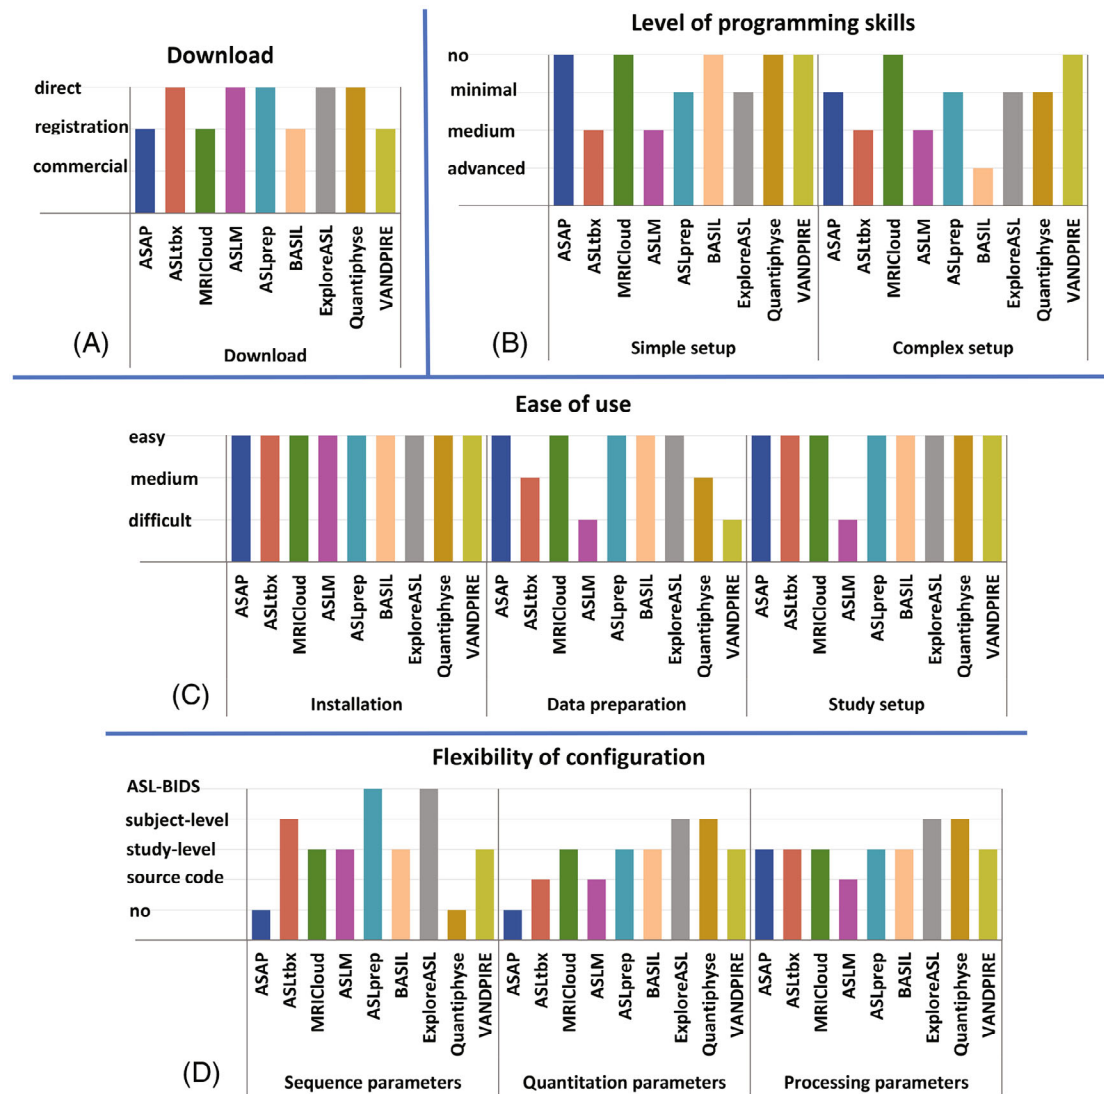 Download
direct
registration
commercial
ASAP
ASLtbx
MRICloud
ASLM
ASLprep
BASIL
ExploreASL
Quantiphyse
VANDPIRE
Download
(A)
Level of programming skills
no
minimal
medium
advanced
ASAP
ASLtbx
MRICloud
ASLM
ASLprep
BASIL
ExploreASL
Quantiphyse
VANDPIRE
ASAP
ASLtbx
MRICloud
ASLM
ASLprep
BASIL
ExploreASL
Quantiphyse
VANDPIRE
Simple setup
Complex setup
(B)
Ease of use
easy
medium
difficult
ASAP
ASLtbx
MRICloud
ASLM
ASLprep
BASIL
ExploreASL
Quantiphyse
VANDPIRE
ASAP
ASLtbx
MRICloud
ASLM
ASLprep
BASIL
ExploreASL
Quantiphyse
VANDPIRE
ASAP
ASLtbx
MRICloud
ASLM
ASLprep
BASIL
ExploreASL
Quantiphyse
VANDPIRE
Installation
Data preparation
Study setup
(C)
Flexibility of configuration
ASL-BIDS
subject-level
study-level
source code
no
ASAP
ASLtbx
MRICloud
ASLM
ASLprep
BASIL
ExploreASL
Quantiphyse
VANDPIRE
ASAP
ASLtbx
MRICloud
ASLM
ASLprep
BASIL
ExploreASL
Quantiphyse
VANDPIRE
ASAP
ASLtbx
MRICloud
ASLM
ASLprep
BASIL
ExploreASL
Quantiphyse
VANDPIRE
Sequence parameters
Quantitation parameters
Processing parameters
(D)